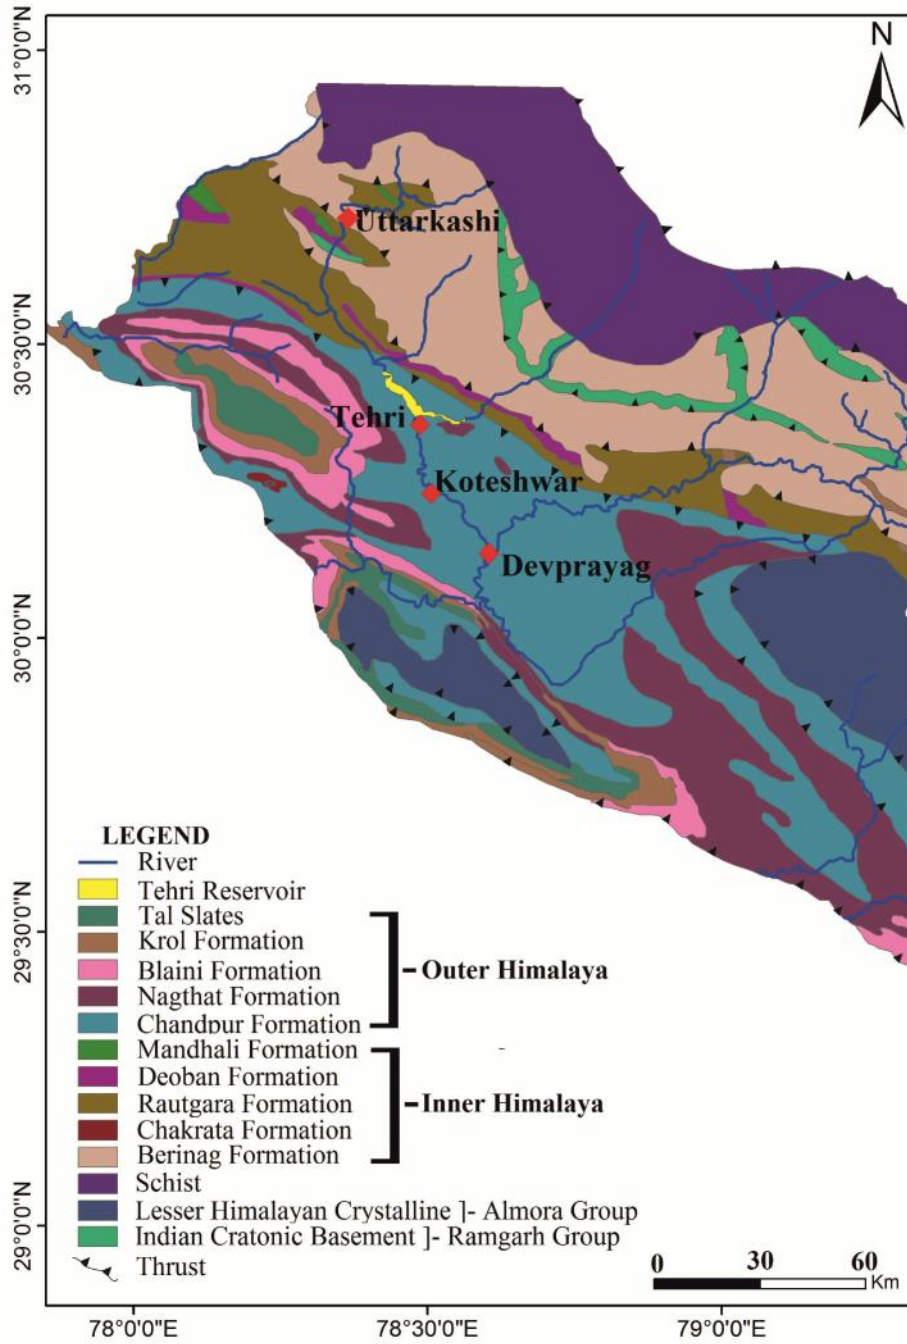 31°0'0"N
N
Uttarkashi
30°30'0"N
Tehri
Koteshwar
Devprayag
30°0'0"N
LEGEND
River
Tehri Reservoir
Tal Slates
Krol Formation
Blaini Formation
Nagthat Formation
Chandpur Formation
Outer Himalaya
29°30'0"N
Mandhali Formation
Deoban Formation
Rautgara Formation
Chakrata Formation
Berinag Formation
Inner Himalaya
Schist
Lesser Himalayan Crystalline ]- Almora Group
Indian Cratonic Basement ]- Ramgarh Group
Thrust
29°0'0"N
0 30 60
Km
78°0'0"E 78°30'0"E 79°0'0"E